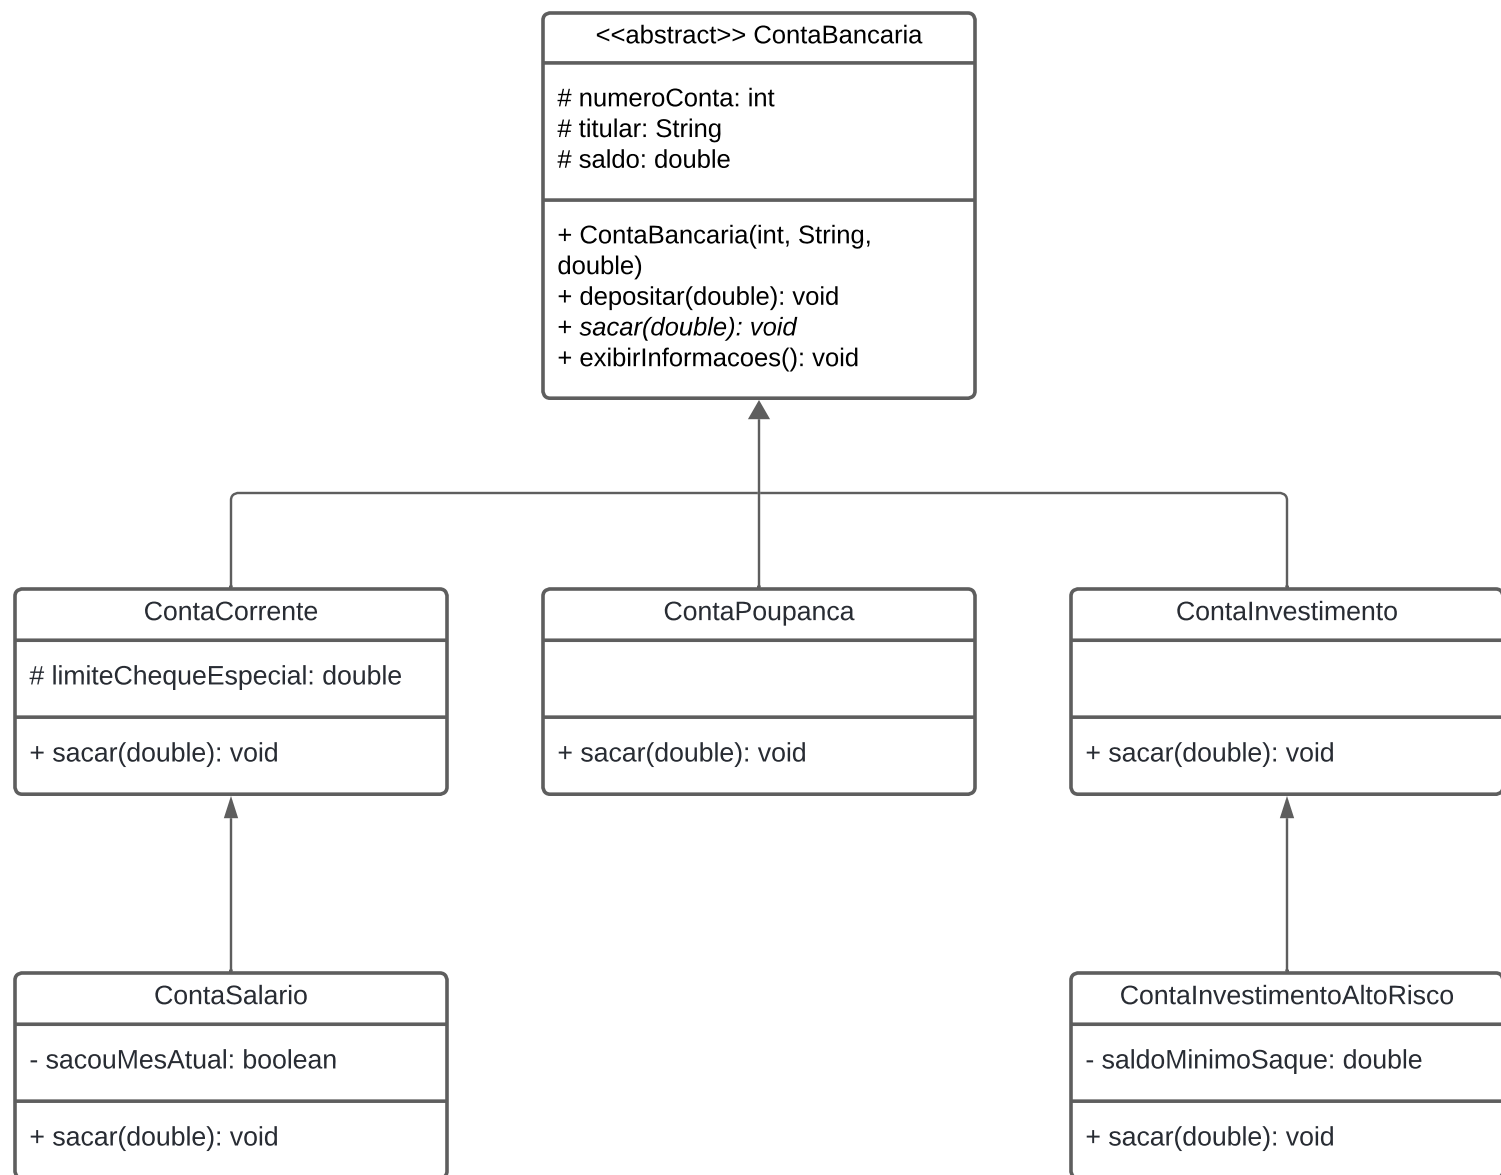 <<abstract>> ContaBancaria
# numeroConta: int
# titular: String
# saldo: double
+ ContaBancaria(int, String,
double)
+ depositar(double): void
+ sacar(double): void
+ exibirInformacoes(): void
ContaCorrente
# limiteChequeEspecial: double
+ sacar(double): void
ContaPoupanca
+ sacar(double): void
ContaInvestimento
+ sacar(double): void
ContaSalario
- sacouMesAtual: boolean
+ sacar(double): void
ContaInvestimentoAltoRisco
- saldoMinimoSaque: double
+ sacar(double): void